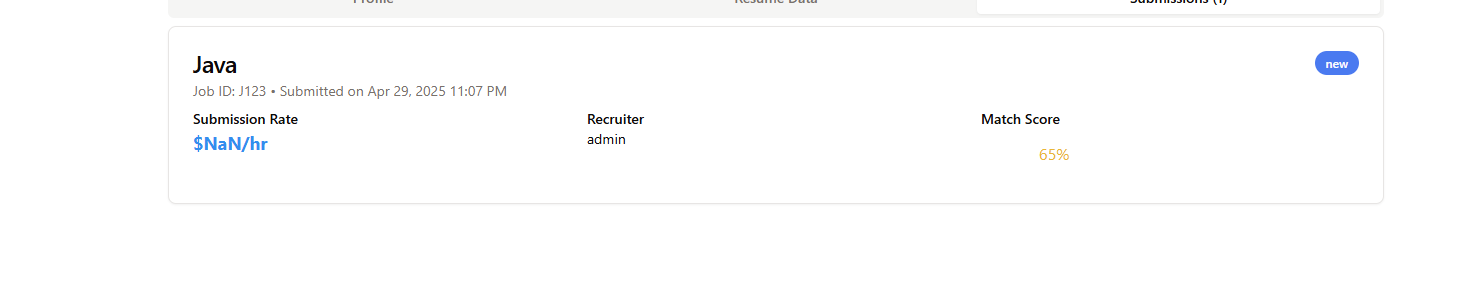 Profile
Resume Data
Submissions (1)
Java
new
Job ID: J123 • Submitted on Apr 29, 2025 11:07 PM
Submission Rate
Recruiter
Match Score
$NaN/hr
admin
65%